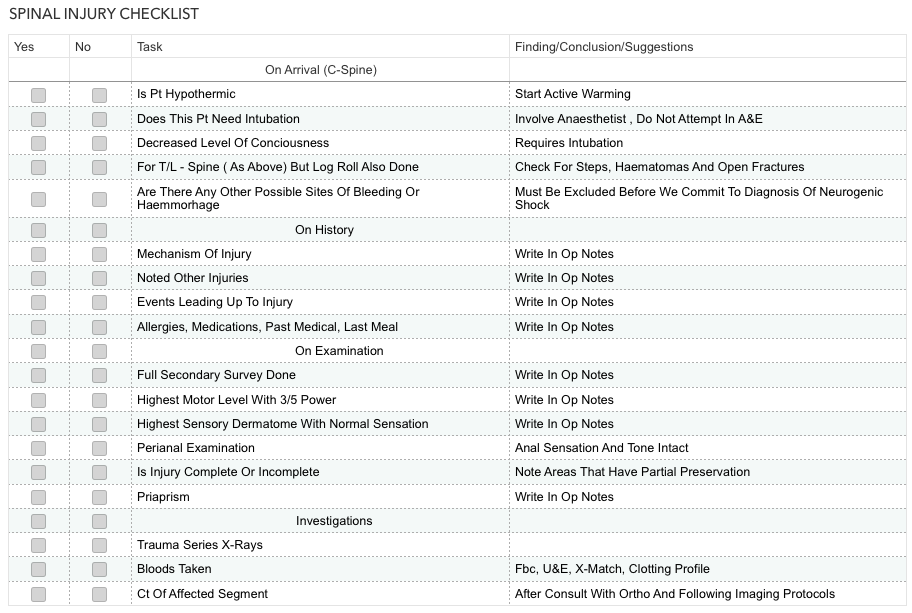 SPINAL INJURY CHECKLIST
Yes No Task Finding/Conclusion/Suggestions
On Arrival (C-Spine)
Is Pt Hypothermic Start Active Warming
Does This Pt Need Intubation Involve Anaesthetist , Do Not Attempt In A&E
Decreased Level Of Conciousness Requires Intubation
For T/L - Spine ( As Above) But Log Roll Also Done Check For Steps, Haematomas And Open Fractures
Are There Any Other Possible Sites Of Bleeding Or Must Be Excluded Before We Commit To Diagnosis Of Neurogenic
Haemmorhage Shock
On History
Mechanism Of Injury Write In Op Notes
Noted Other Injuries Write In Op Notes
Events Leading Up To Injury Write In Op Notes
Allergies, Medications, Past Medical, Last Meal Write In Op Notes
On Examination
Full Secondary Survey Done Write In Op Notes
Highest Motor Level With 3/5 Power Write In Op Notes
Highest Sensory Dermatome With Normal Sensation Write In Op Notes
Perianal Examination Anal Sensation And Tone Intact
Is Injury Complete Or Incomplete Note Areas That Have Partial Preservation
Priaprism Write In Op Notes
Investigations
Trauma Series X-Rays
Bloods Taken Fbc, U&E, X-Match, Clotting Profile
Ct Of Affected Segment After Consult With Ortho And Following Imaging Protocols